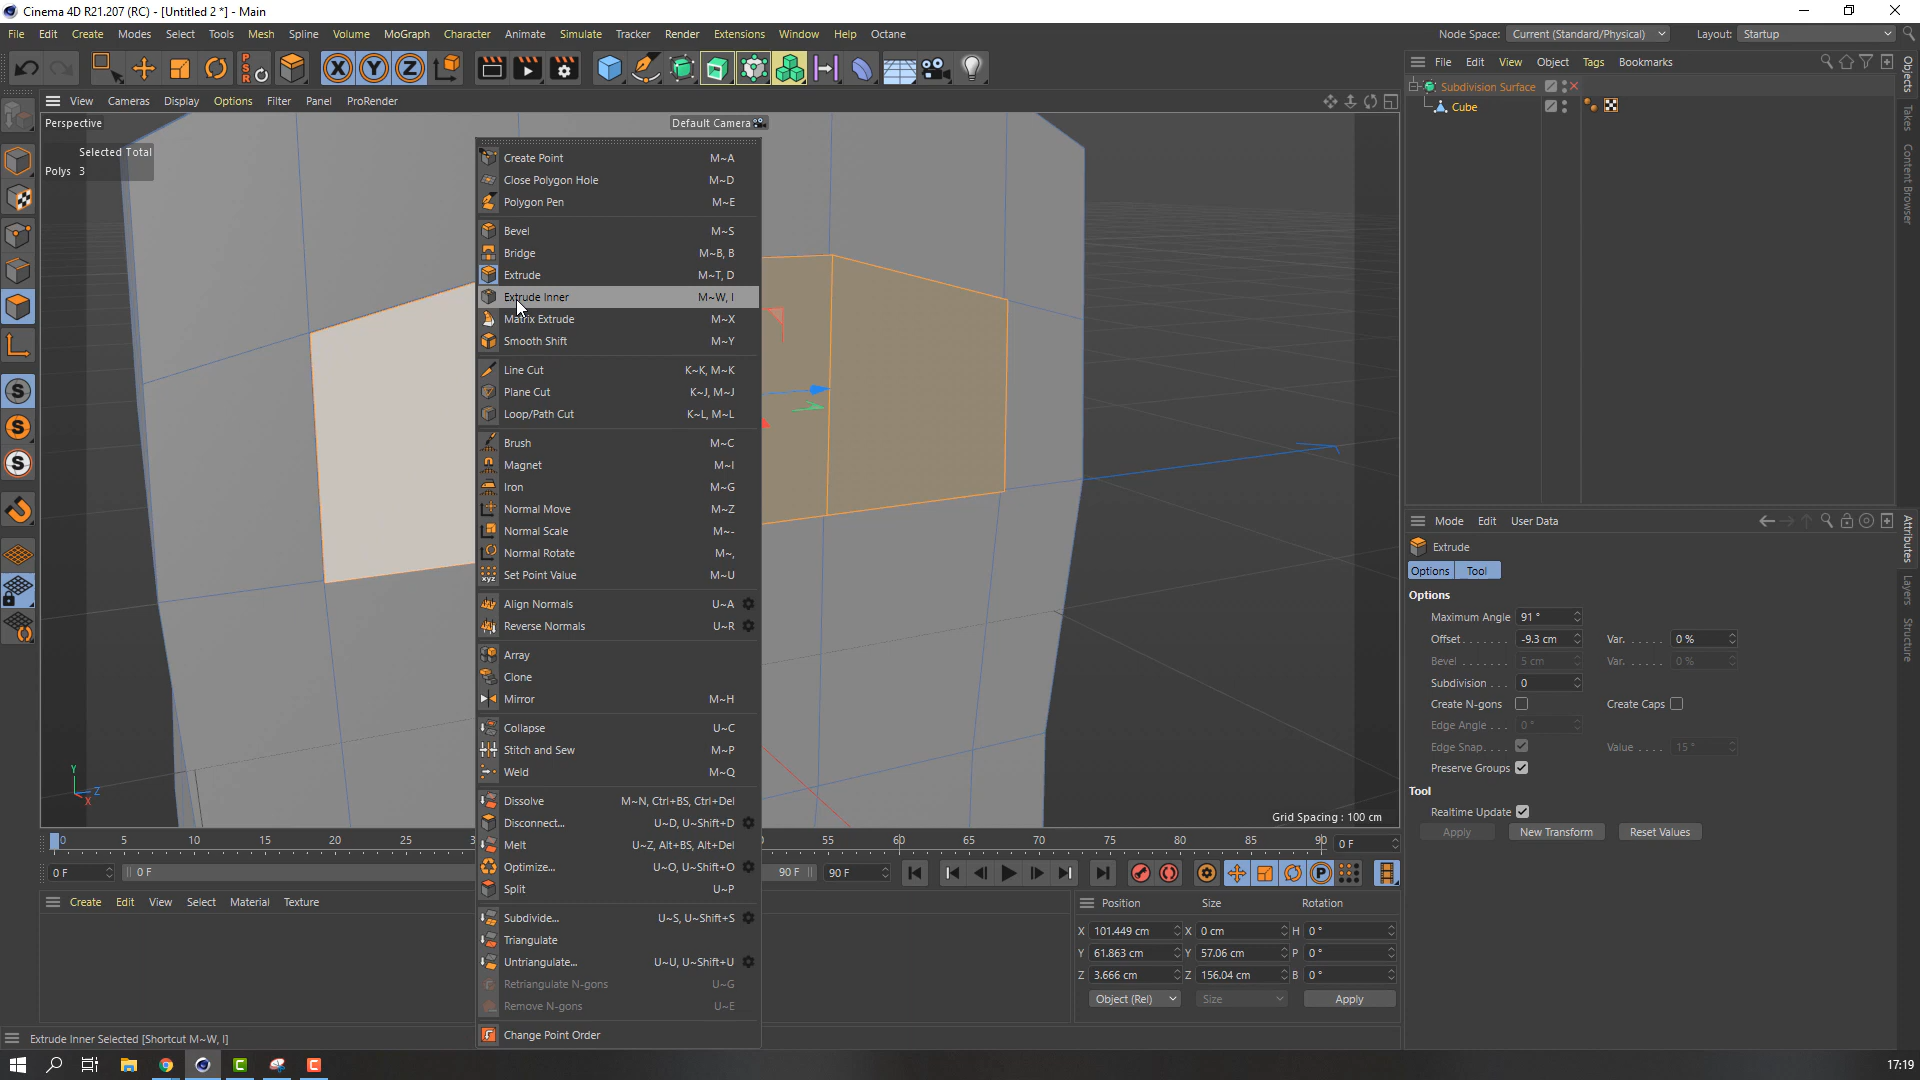 Cinema 4D R21.207 (RC) - [Untitled 2 *] - Main
File Edit Create Modes Select Tools Mesh Spline Volume MoGraph Character Animate Simulate Tracker Render Extensions Window Help Octane
Node Space: Current (Standard/Physical) Layout: Startup
PSR X Y Z
View Cameras Display Options Filter Panel ProRender
Perspective
Default Camera
Selected Total
Polys 3
Create Point M~A
Close Polygon Hole M~D
Polygon Pen M~E
Bevel M~S
Bridge M~B, B
Extrude M~T, D
Extrude Inner M~W, I
Matrix Extrude M~X
Smooth Shift M~Y
Line Cut K~K, M~K
Plane Cut K~J, M~J
Loop/Path Cut K~L, M~L
Brush M~C
Magnet M~I
Iron M~G
Normal Move M~Z
Normal Scale M~-
Normal Rotate M~,
Set Point Value M~U
Align Normals U~A
Reverse Normals U~R
Array
Clone
Mirror M~H
Collapse U~C
Stitch and Sew M~P
Weld M~Q
Dissolve M~N, Ctrl+BS, Ctrl+Del
Disconnect... U~D, U~Shift+D
Melt U~Z, Alt+BS, Alt+Del
Optimize... U~O, U~Shift+O
Split U~P
Subdivide... U~S, U~Shift+S
Triangulate
Untriangulate... U~U, U~Shift+U
Retriangulate N-gons U~G
Remove N-gons U~E
Change Point Order
Y
Z
X
Grid Spacing : 100 cm
0 5 10 15 20 25 3 55 60 65 70 75 80 85 90 0 F
0 F 0 F 90 F 90 F
Create Edit View Select Material Texture
Position Size Rotation
X 101.449 cm X 0 cm H 0 °
Y 61.863 cm Y 57.06 cm P 0 °
Z 3.666 cm Z 156.04 cm B 0 °
Object (Rel) Size Apply
Extrude Inner Selected [Shortcut M~W, I]
File Edit View Object Tags Bookmarks
Subdivision Surface
Cube
Objects
Takes
Content Browser
Mode Edit User Data
Extrude
Options Tool
Options
Maximum Angle 91 °
Offset . . . . . . . -9.3 cm Var. . . . . . 0 %
Bevel . . . . . . . 5 cm Var. . . . . . 0 %
Subdivision . . . 0
Create N-gons Create Caps
Edge Angle . . . 0 °
Edge Snap. . . . Value . . . . 15 °
Preserve Groups
Tool
Realtime Update
Apply New Transform Reset Values
Attributes
Layers
Structure
17:19